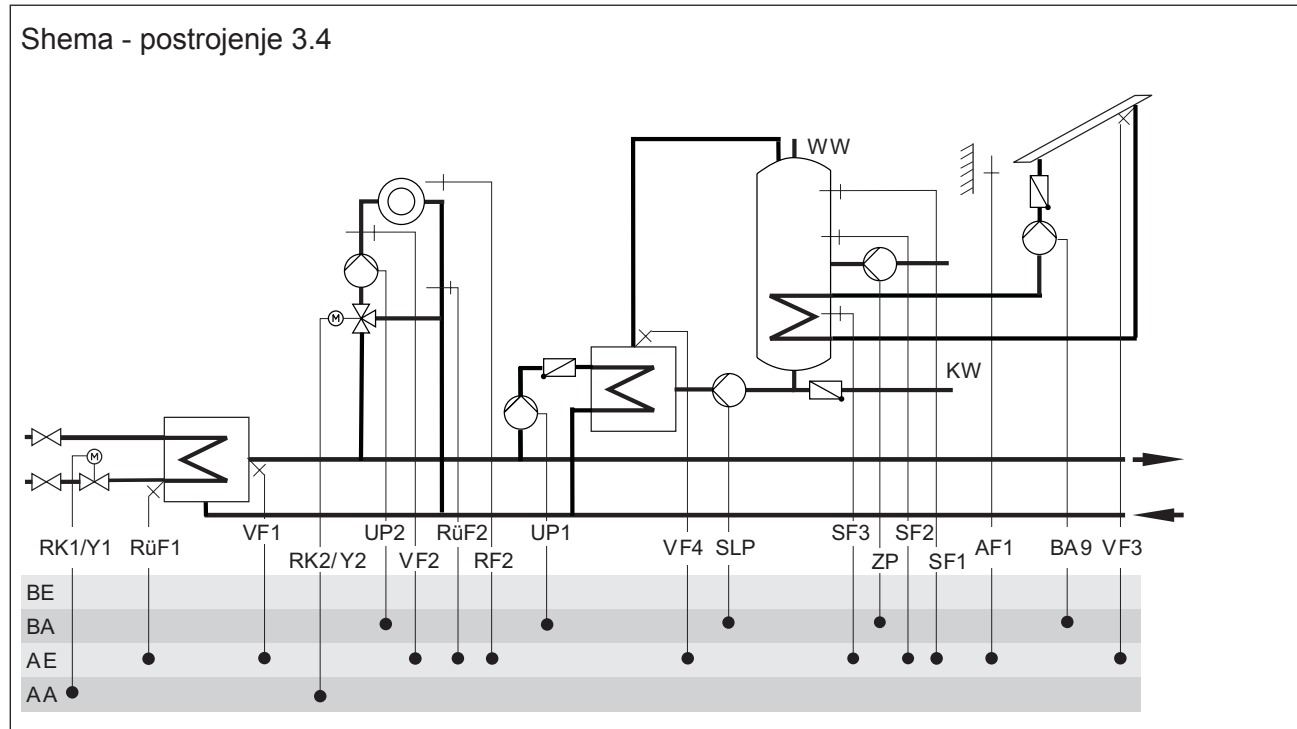 Shema - postrojenje 3.4
WW
M
KW
M
RK1/Y1
RüF1
VF1
RK2/Y2
UP2
VF2
RüF2
RF2
UP1
VF4
SLP
SF3
ZP
SF2
SF1
AF1
BA9
VF3
BE
BA
AE
AA